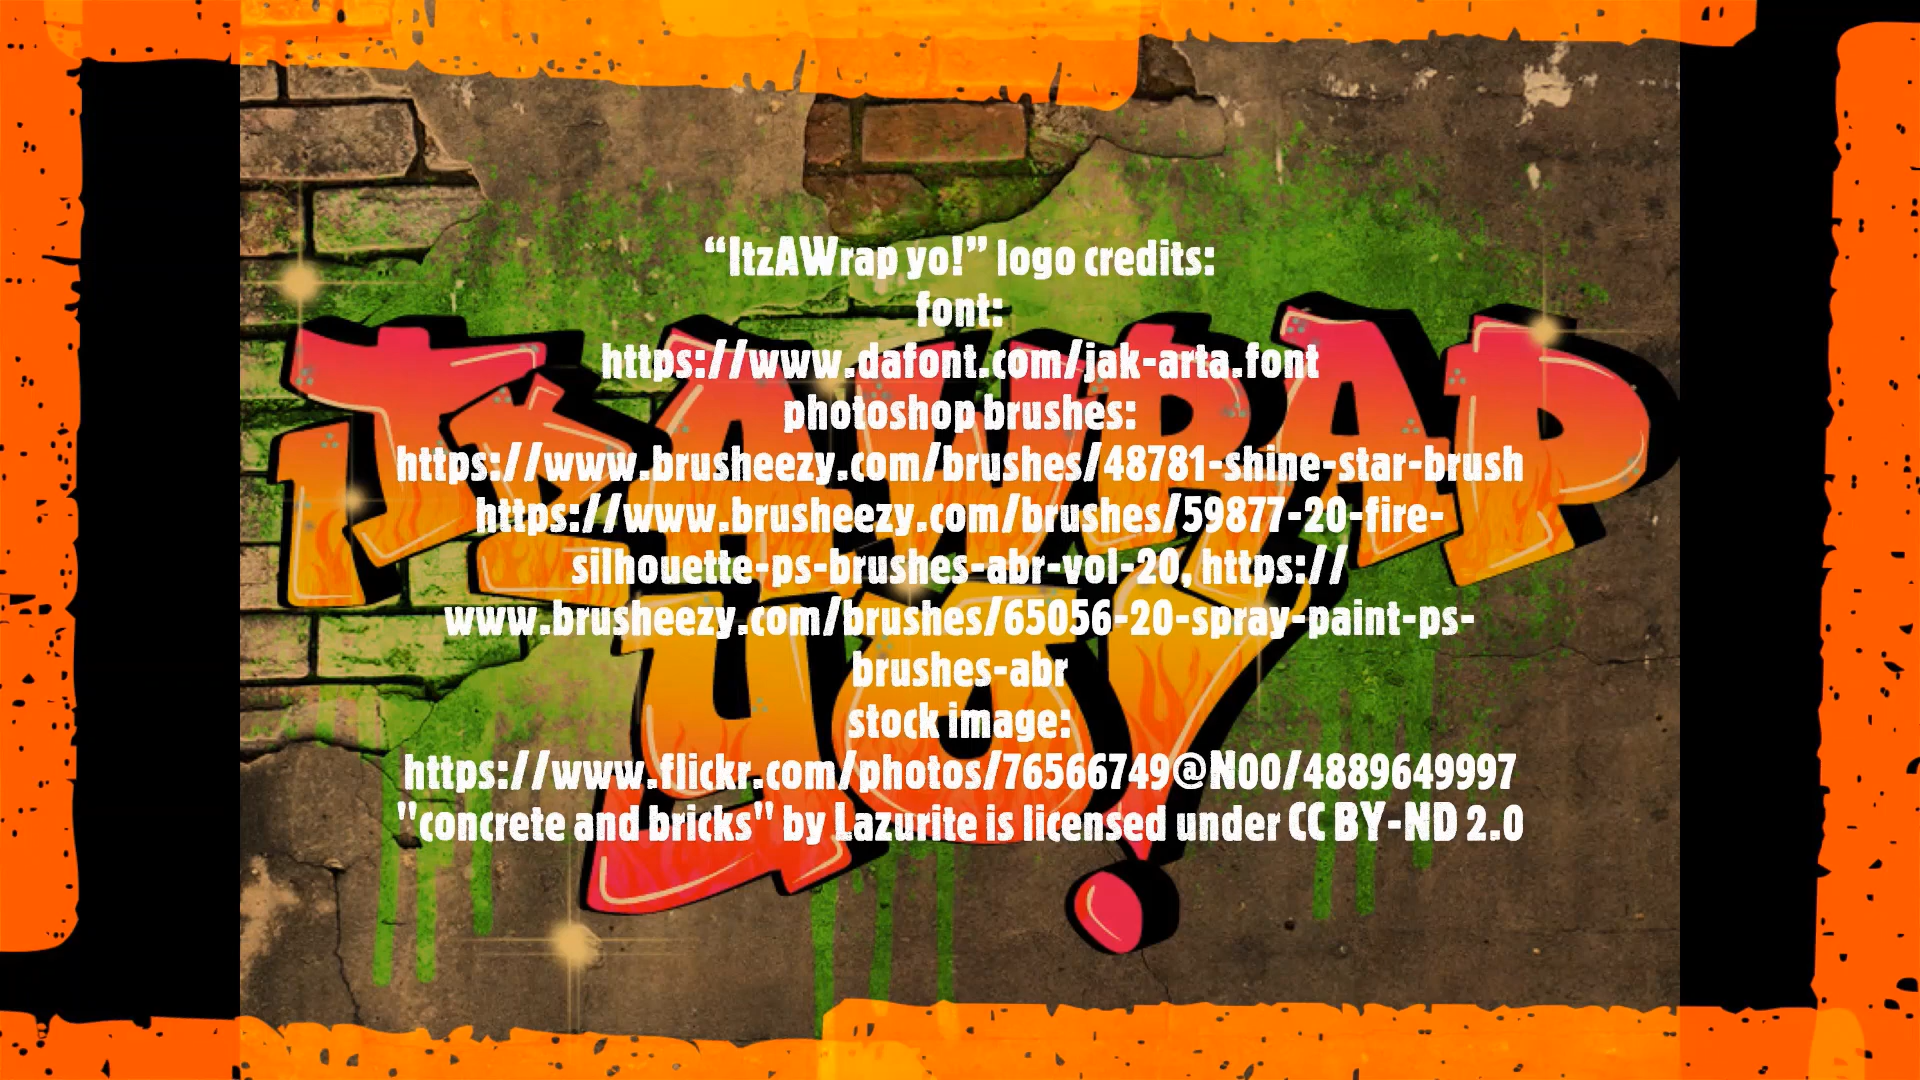 “ItzAWrap yo!” logo credits:
font:
https://www.dafont.com/jak-arta.font
photoshop brushes:
https://www.brusheezy.com/brushes/48781-shine-star-brush
https://www.brusheezy.com/brushes/59877-20-fire-
silhouette-ps-brushes-abr-vol-20, https://
www.brusheezy.com/brushes/65056-20-spray-paint-ps-
brushes-abr
stock image:
https://www.flickr.com/photos/76566749@N00/4889649997
"concrete and bricks" by Lazurite is licensed under CC BY-ND 2.0
ITZAWRAP
YO!